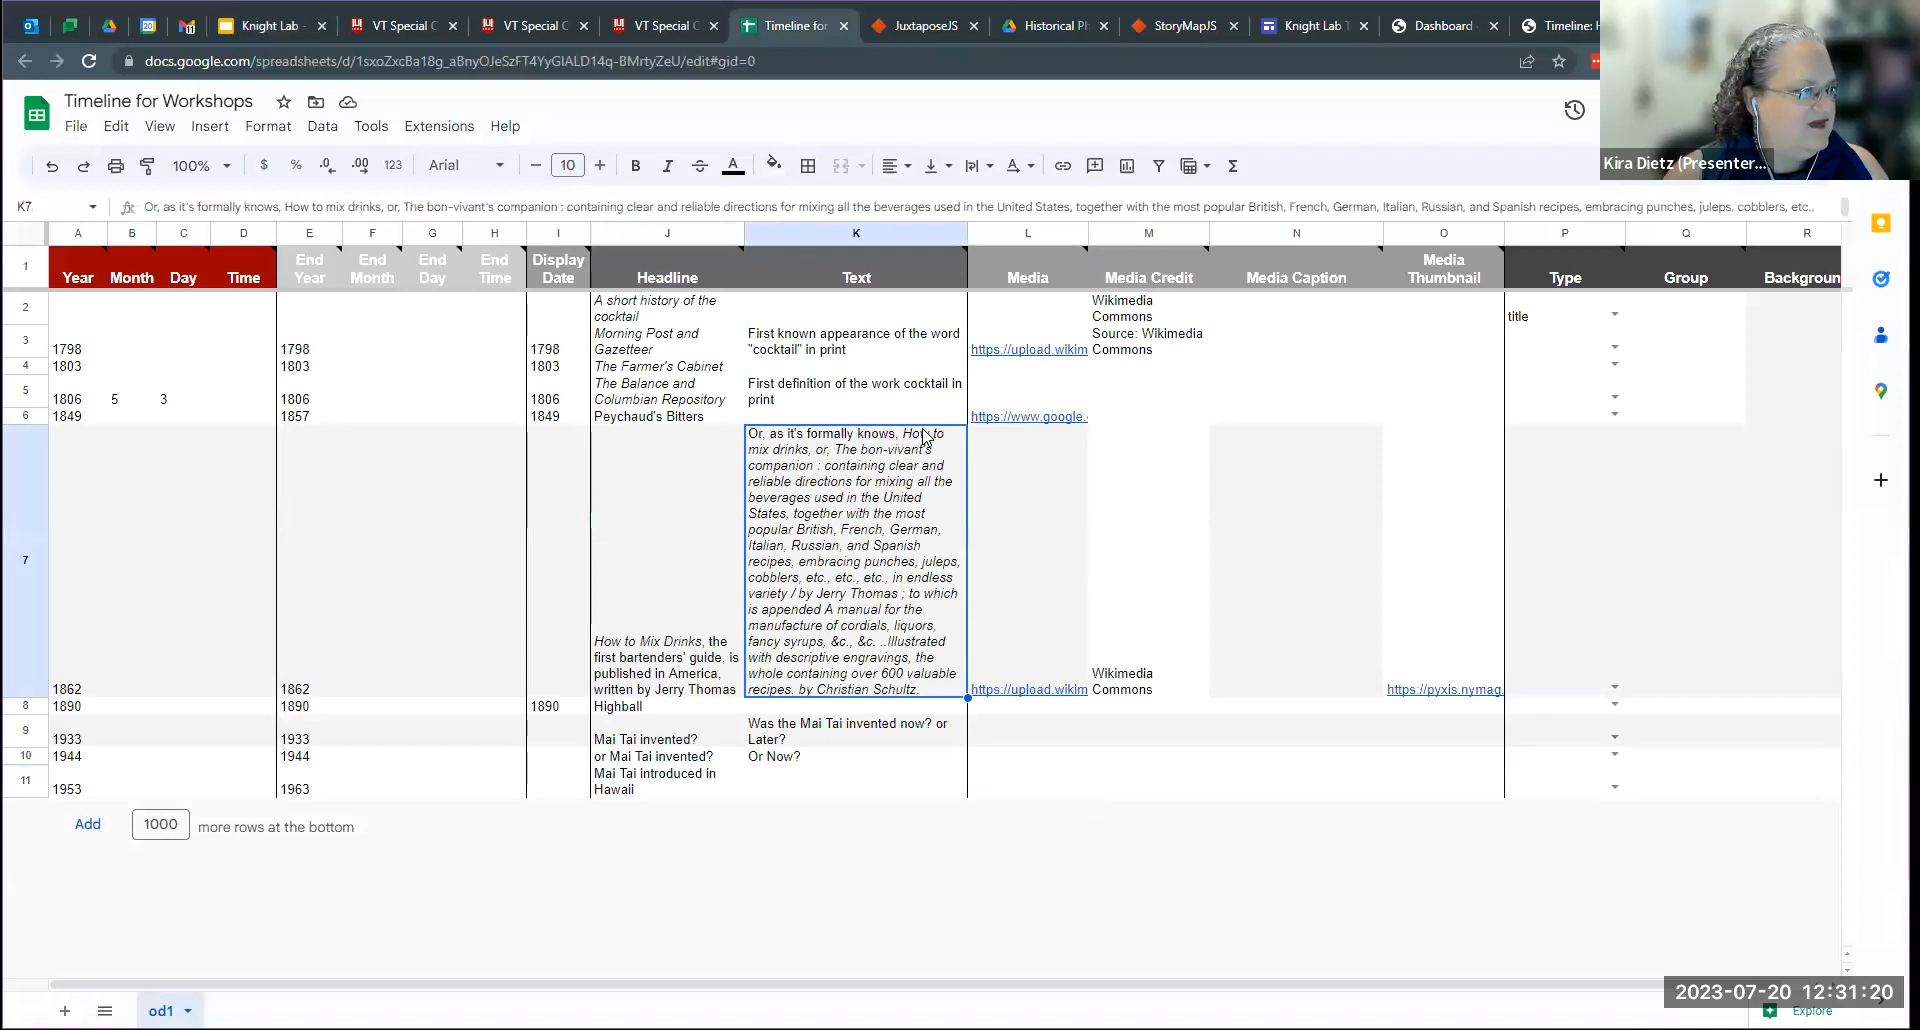 Knight Lab -
VT Special C
VT Special C
VT Special C
Timeline for
JuxtaposeJS
Historical Ph
StoryMapJS
Knight Lab T
Dashboard
Timeline: H
docs.google.com/spreadsheets/d/1sxoZxcBa18g_aBnyOJeSzFT4YyGlALD14q-BMrtyZeU/edit#gid=0
Timeline for Workshops
File Edit View Insert Format Data Tools Extensions Help
100% $ % .0 .00 123 Arial 10 B I A
Kira Dietz (Presenter...
K7
Or, as it's formally knows, How to mix drinks, or, The bon-vivant's companion : containing clear and reliable directions for mixing all the beverages used in the United States, together with the most popular British, French, German, Italian, Russian, and Spanish recipes, embracing punches, juleps, cobblers, etc.,
A B C D E F G H I J K L M N O P Q R
1
Year
Month
Day
Time
End
Year
End
Month
End
Day
End
Time
Display
Date
Headline
Text
Media
Media Credit
Media Caption
Media
Thumbnail
Type
Group
Backgroun
2
A short history of the
cocktail
Wikimedia
Commons
title
3
1798
1798
1798
Morning Post and
Gazetteer
First known appearance of the word
"cocktail" in print
https://upload.wikim
Source: Wikimedia
Commons
4
1803
1803
1803
The Farmer's Cabinet
5
1806
5
3
1806
1806
The Balance and
Columbian Repository
First definition of the work cocktail in
print
6
1849
1857
1849
Peychaud's Bitters
https://www.google.
7
1862
1862
How to Mix Drinks, the
first bartenders' guide, is
published in America,
written by Jerry Thomas
Or, as it's formally knows, How to
mix drinks, or, The bon-vivant's
companion : containing clear and
reliable directions for mixing all the
beverages used in the United
States, together with the most
popular British, French, German,
Italian, Russian, and Spanish
recipes, embracing punches, juleps,
cobblers, etc., etc., etc., in endless
variety / by Jerry Thomas ; to which
is appended A manual for the
manufacture of cordials, liquors,
fancy syrups, &c., &c. ..Illustrated
with descriptive engravings, the
whole containing over 600 valuable
recipes. by Christian Schultz.
https://upload.wikim
Wikimedia
Commons
https://pyxis.nymag.
8
1890
1890
1890
Highball
9
1933
1933
Mai Tai invented?
Was the Mai Tai invented now? or
Later?
10
1944
1944
or Mai Tai invented?
Or Now?
11
1953
1963
Mai Tai introduced in
Hawaii
Add 1000 more rows at the bottom
od1
2023-07-20 12:31:20
Explore